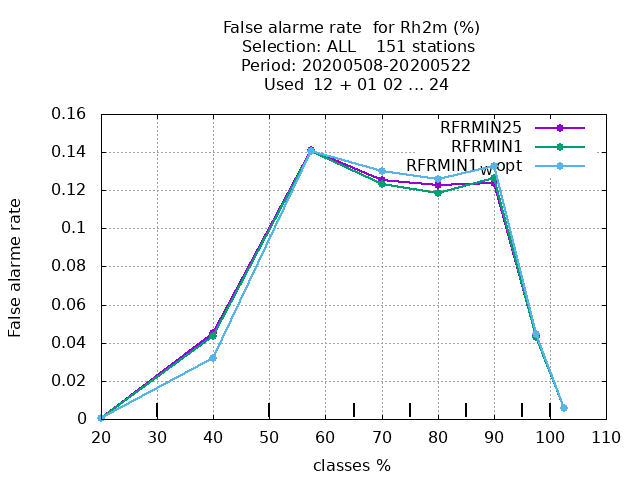 False alarme rate  for Rh2m (%)
Selection: ALL    151 stations
Period: 20200508-20200522
Used  12 + 01 02 ... 24
0.16
0.14
0.12
0.1
0.08
0.06
0.04
0.02
0
False alarme rate
RFRMIN25
RFRMIN1
RFRMIN1wopt
20 30 40 50 60 70 80 90 100 110
classes %